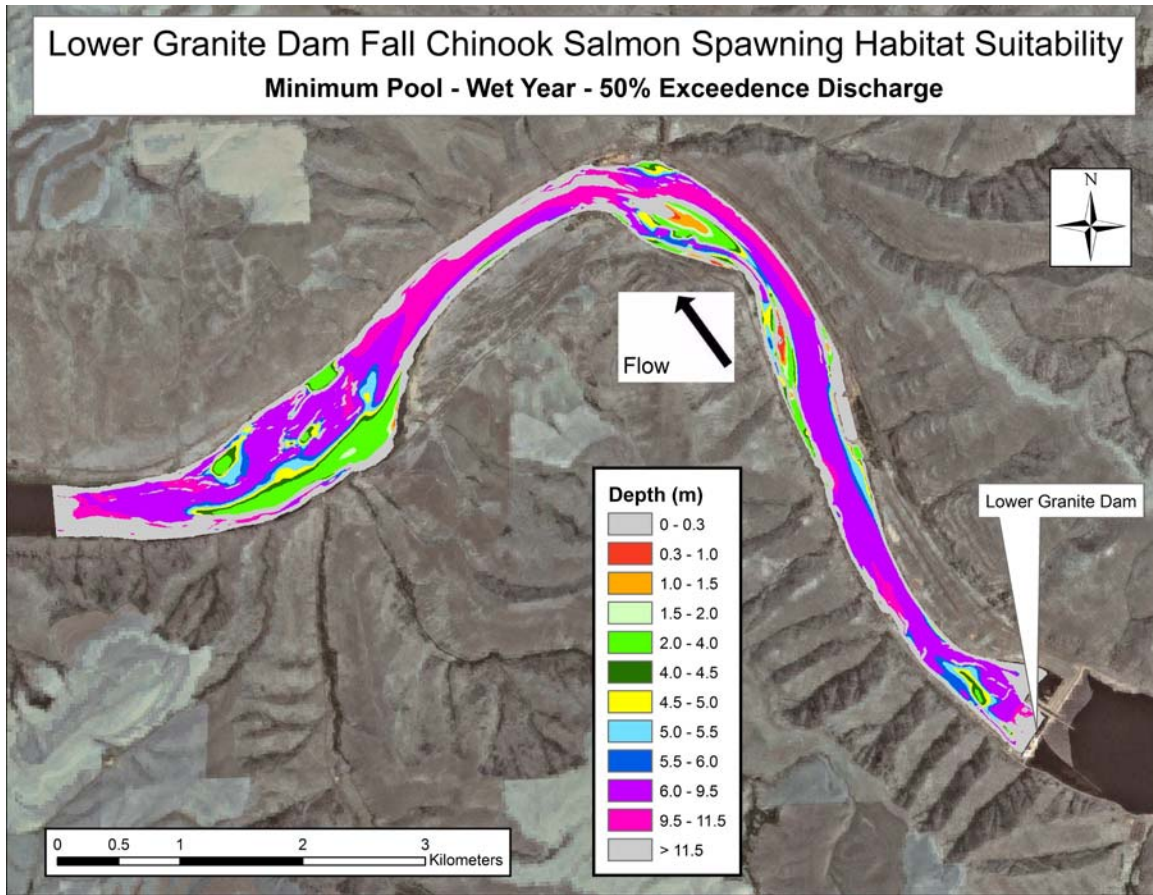 Lower Granite Dam Fall Chinook Salmon Spawning Habitat Suitability
Minimum Pool - Wet Year - 50% Exceedence Discharge
N
Flow
Lower Granite Dam
Depth (m)
0 - 0.3
0.3 - 1.0
1.0 - 1.5
1.5 - 2.0
2.0 - 4.0
4.0 - 4.5
4.5 - 5.0
5.0 - 5.5
5.5 - 6.0
6.0 - 9.5
9.5 - 11.5
> 11.5
0 0.5 1 2 3
Kilometers